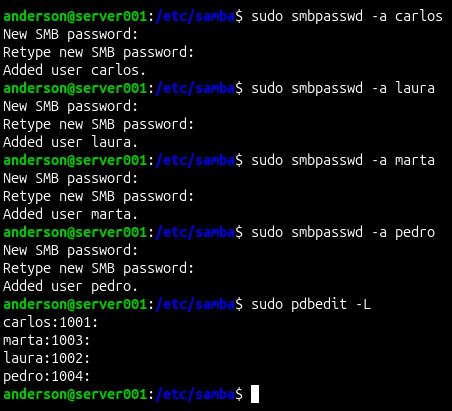 anderson@server001:/etc/samba$ sudo smbpasswd -a carlos
New SMB password:
Retype new SMB password:
Added user carlos.
anderson@server001:/etc/samba$ sudo smbpasswd -a laura
New SMB password:
Retype new SMB password:
Added user laura.
anderson@server001:/etc/samba$ sudo smbpasswd -a marta
New SMB password:
Retype new SMB password:
Added user marta.
anderson@server001:/etc/samba$ sudo smbpasswd -a pedro
New SMB password:
Retype new SMB password:
Added user pedro.
anderson@server001:/etc/samba$ sudo pdbedit -L
carlos:1001:
marta:1003:
laura:1002:
pedro:1004:
anderson@server001:/etc/samba$